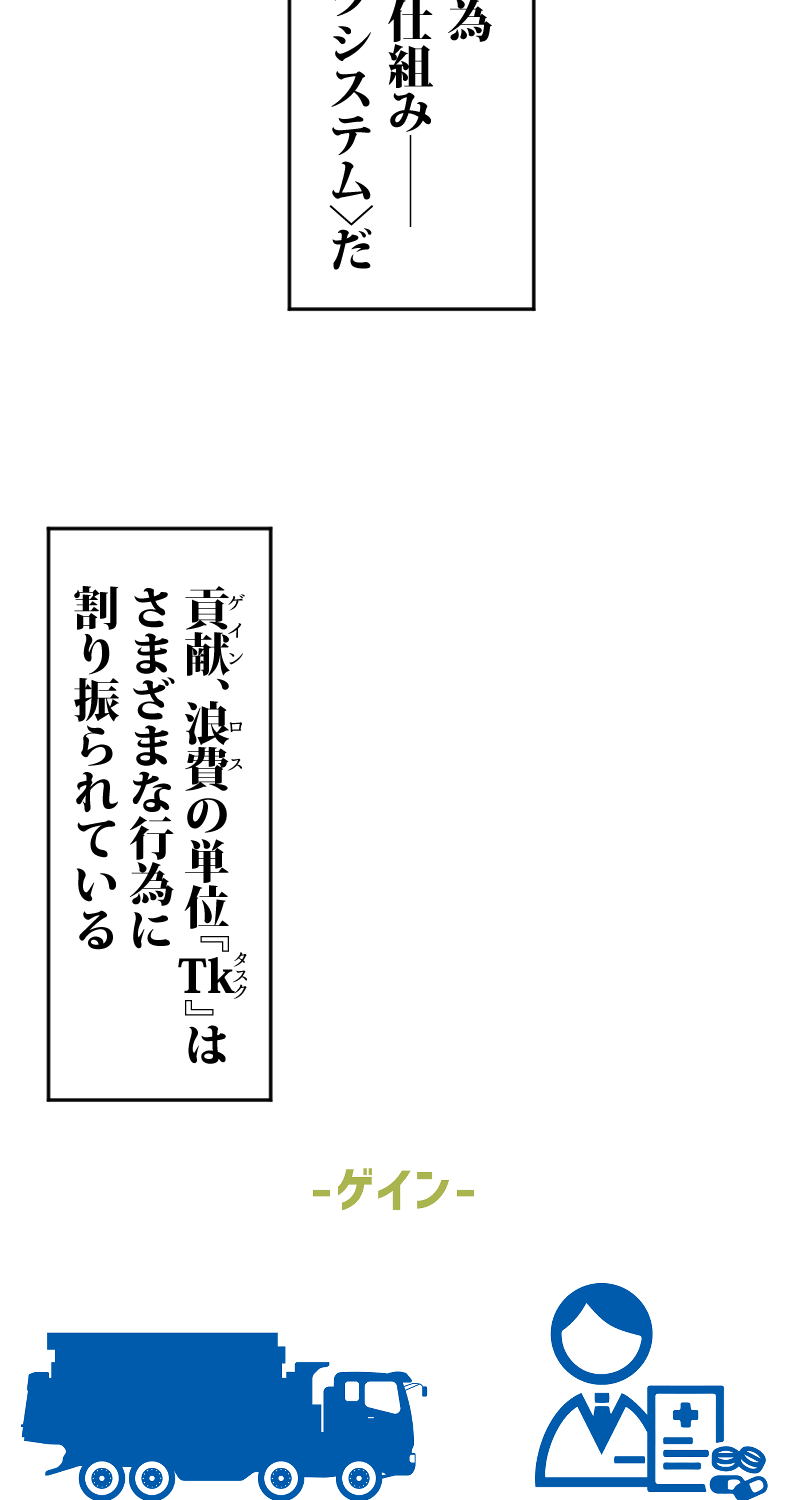 為
仕組み――
クシステム〉だ
貢献、浪費の単位『Tk』は
ゲイン
ロス
タスク
さまざまな行為に
割り振られている
-ゲイン-